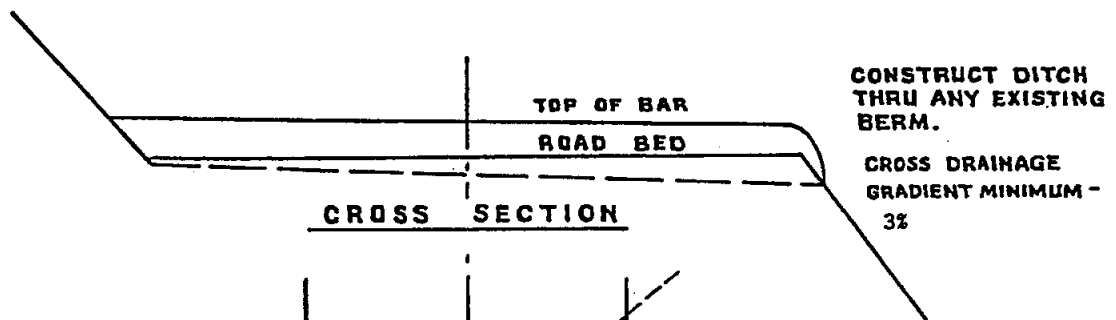 TOP OF BAR
ROAD BED
CROSS SECTION
CONSTRUCT DITCH
THRU ANY EXISTING
BERM.
CROSS DRAINAGE
GRADIENT MINIMUM-
3%